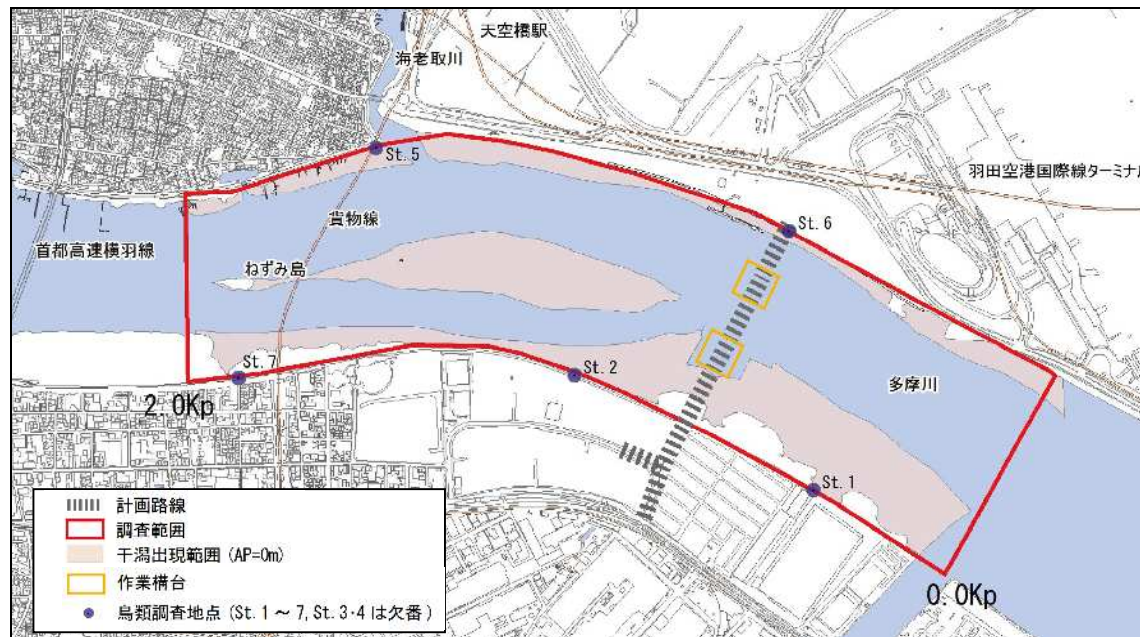 天空橋駅
海老取川
St.5
羽田空港国際線ターミナル
St.6
貨物線
首都高速横羽線
ねずみ島
St.7
St.2
多摩川
2.0Kp
St.1
計画路線
調査範囲
干潟出現範囲(AP=0m)
作業構台
鳥類調査地点(St.1～7,St.3・4は欠番)
0.0Kp